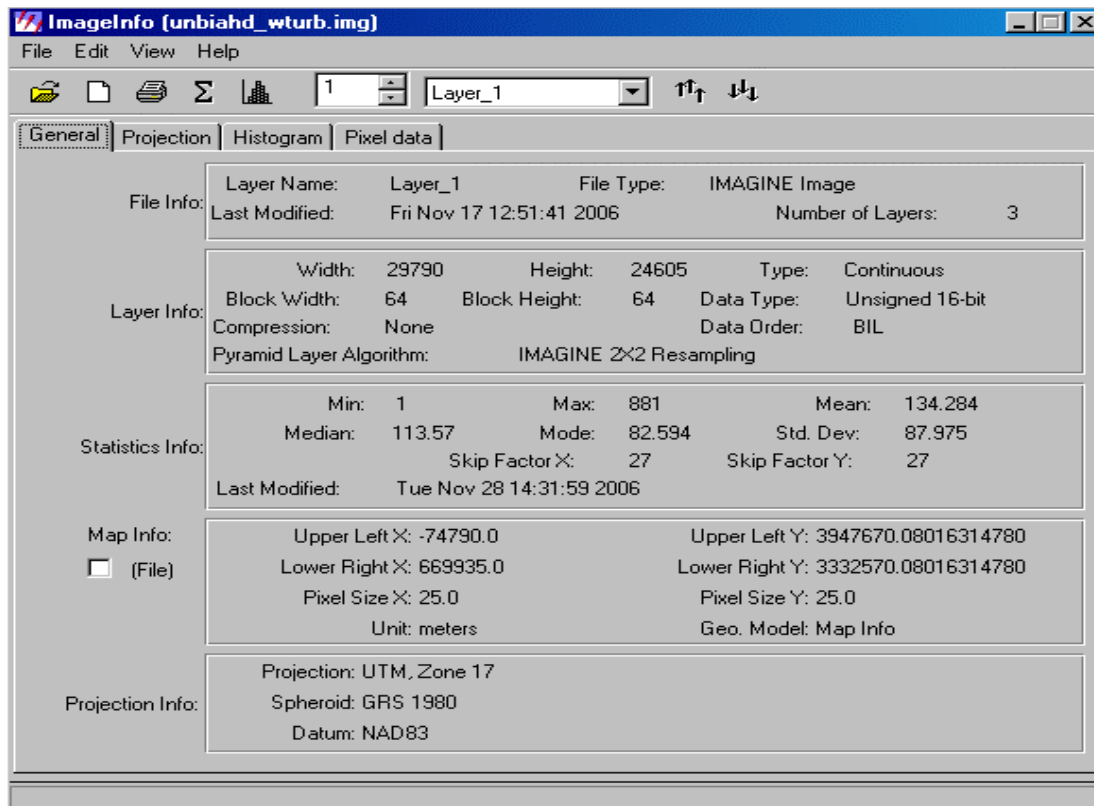 ImageInfo (unbiahd_wturb.img)
File Edit View Help
Σ 1 Layer_1
General Projection Histogram Pixel data
File Info:
Layer Name: Layer_1 File Type: IMAGINE Image
Last Modified: Fri Nov 17 12:51:41 2006 Number of Layers: 3
Layer Info:
Width: 29790 Height: 24605 Type: Continuous
Block Width: 64 Block Height: 64 Data Type: Unsigned 16-bit
Compression: None Data Order: BIL
Pyramid Layer Algorithm: IMAGINE 2X2 Resampling
Statistics Info:
Min: 1 Max: 881 Mean: 134.284
Median: 113.57 Mode: 82.594 Std. Dev: 87.975
Skip Factor X: 27 Skip Factor Y: 27
Last Modified: Tue Nov 28 14:31:59 2006
Map Info:
(File)
Upper Left X: -74790.0 Upper Left Y: 3947670.08016314780
Lower Right X: 669935.0 Lower Right Y: 3332570.08016314780
Pixel Size X: 25.0 Pixel Size Y: 25.0
Unit: meters Geo. Model: Map Info
Projection Info:
Projection: UTM, Zone 17
Spheroid: GRS 1980
Datum: NAD83